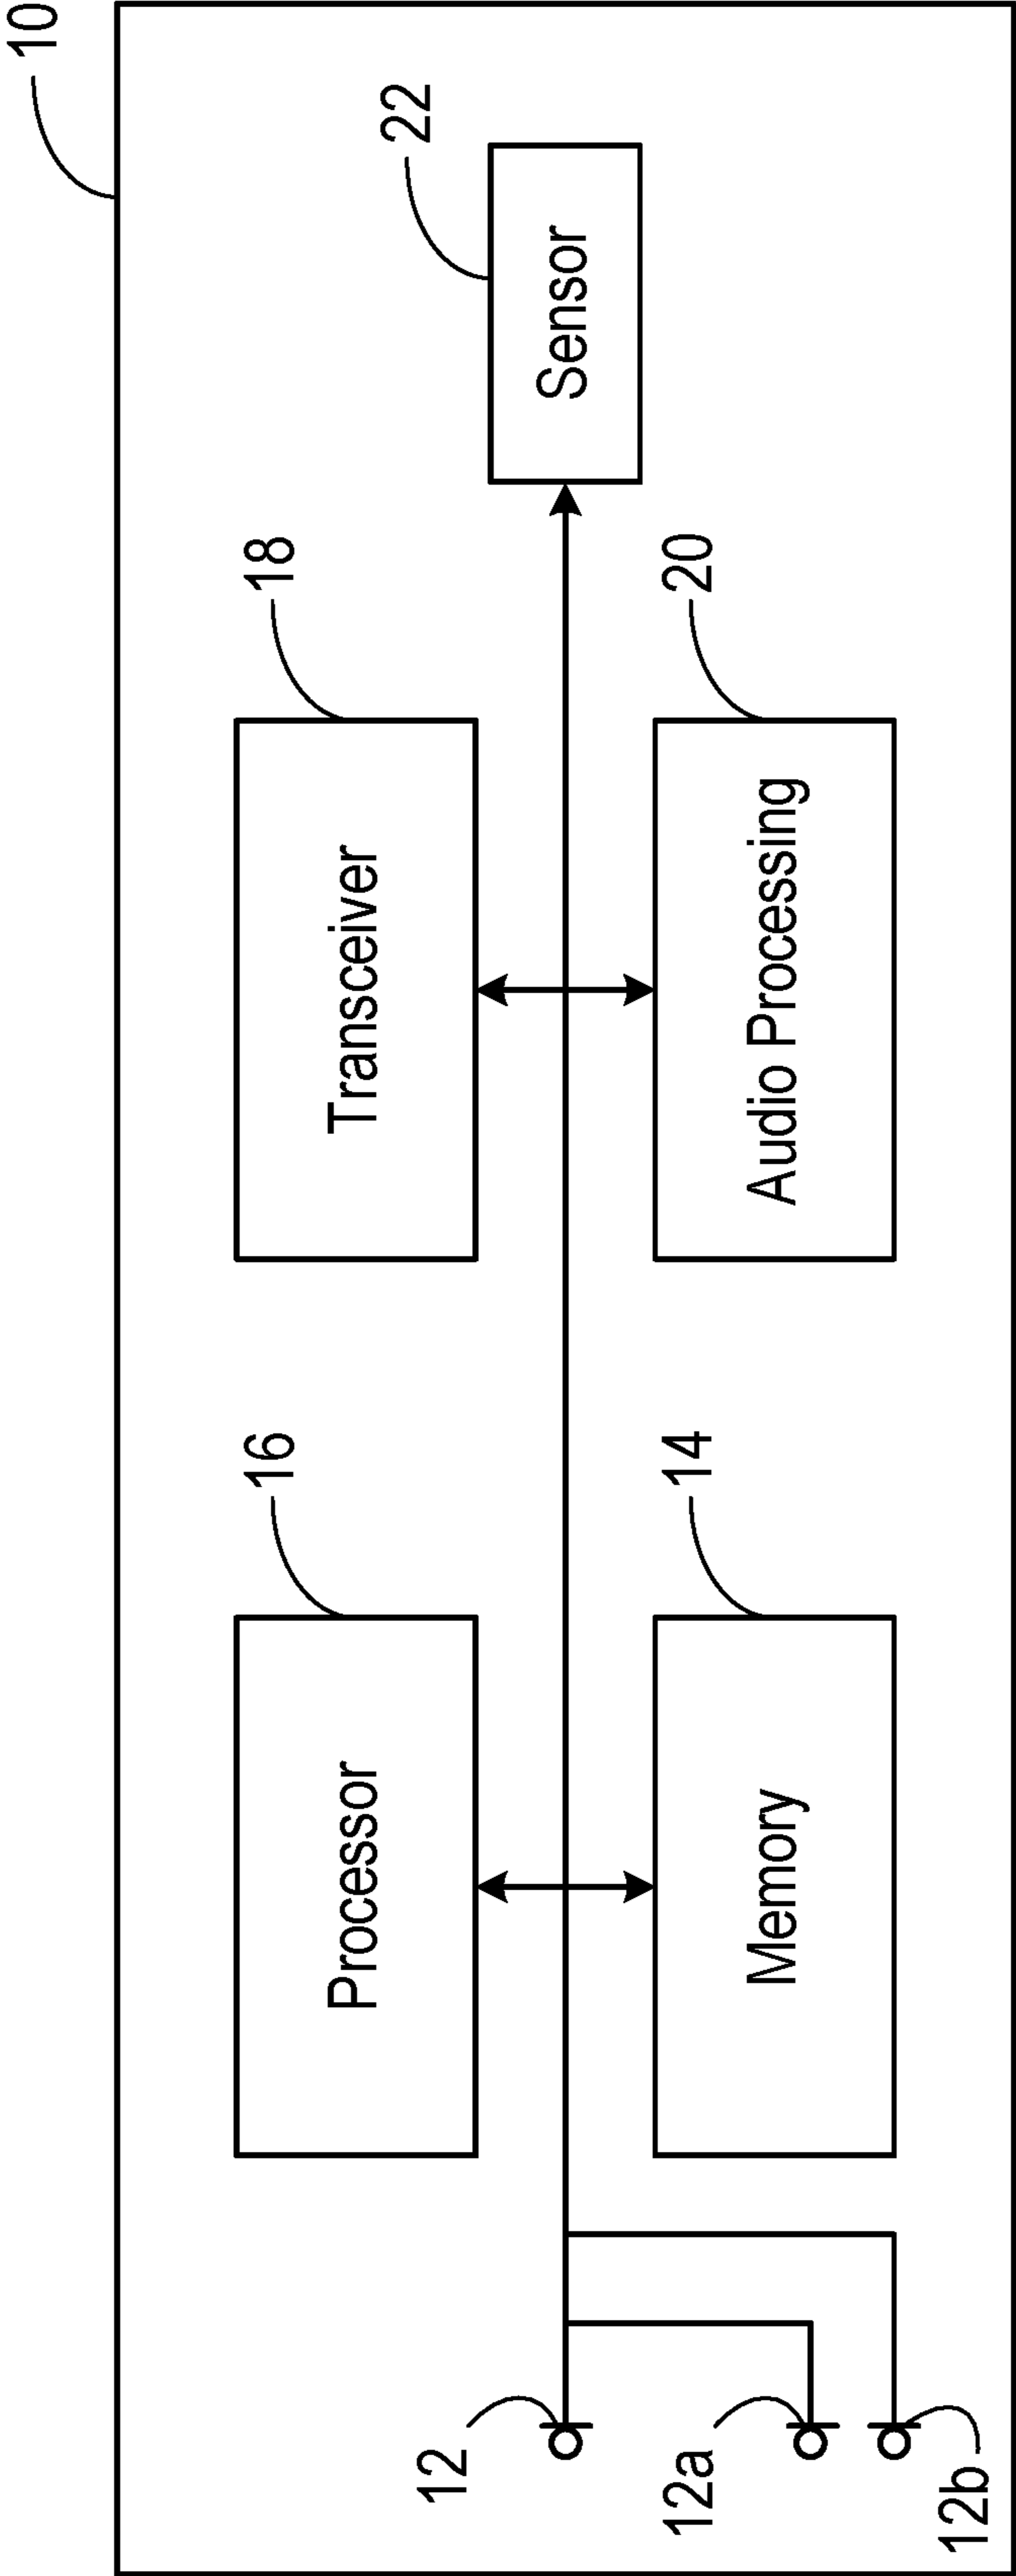 10
16
18
22
Processor
Transceiver
Sensor
12
14
20
12a
Memory
Audio Processing
12b